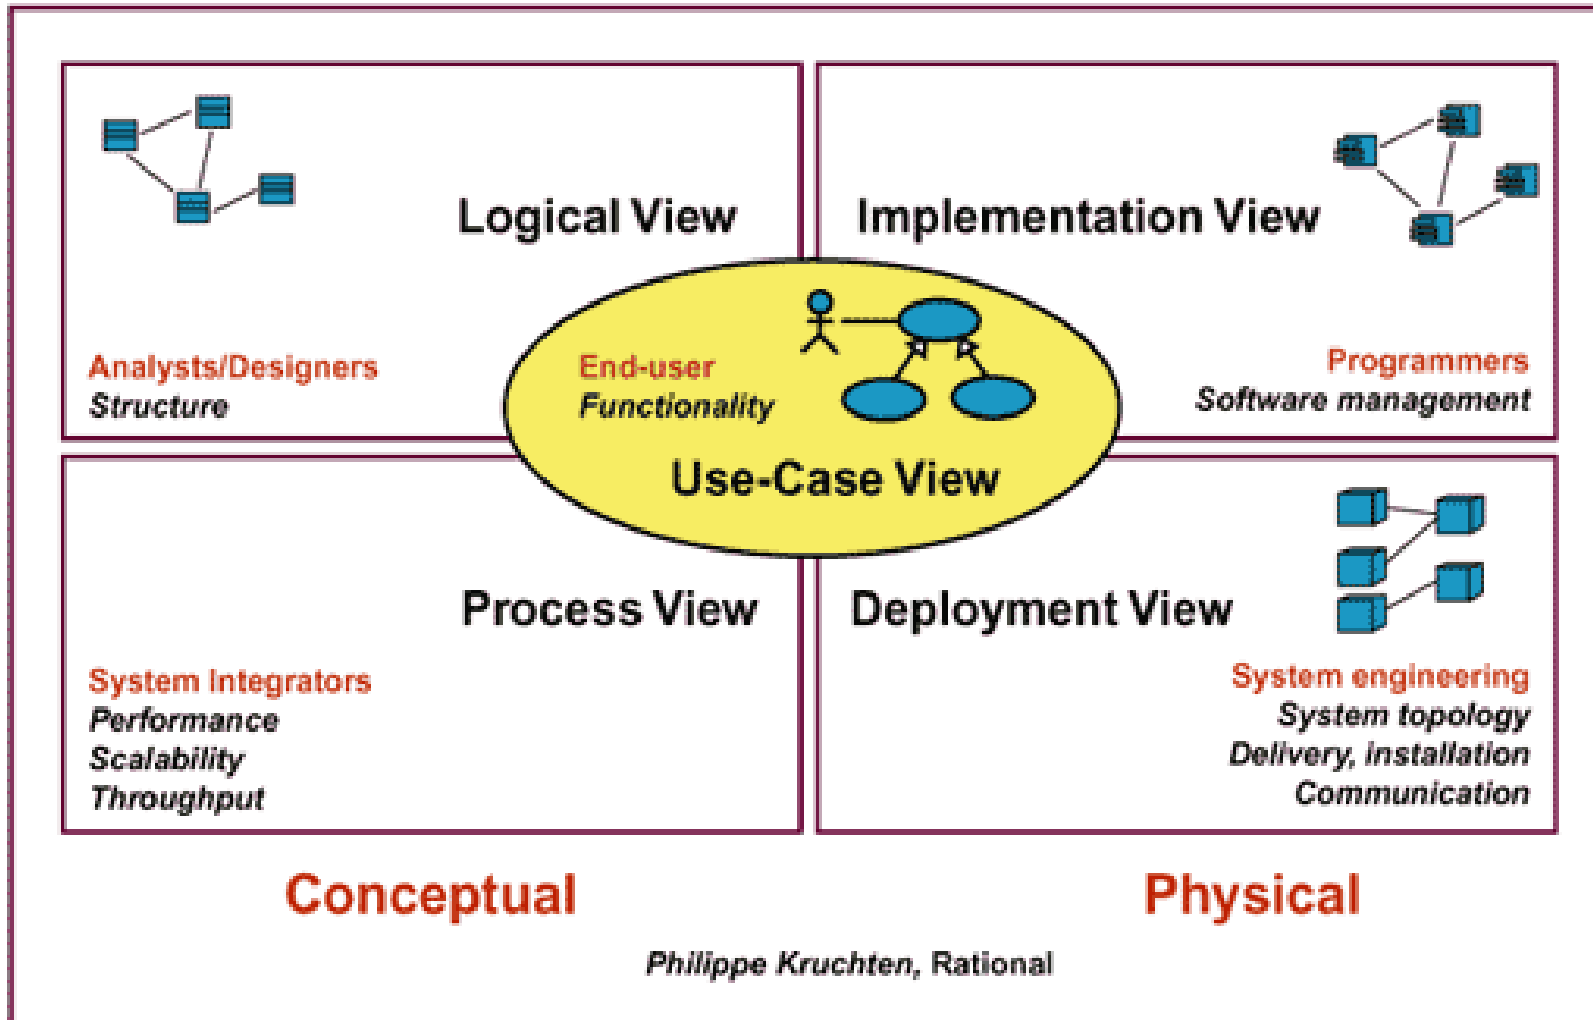 Logical View
Analysts/Designers
Structure
Implementation View
Programmers
Software management
End-user
Functionality
Use-Case View
Process View
System Integrators
Performance
Scalability
Throughput
Deployment View
System engineering
System topology
Delivery, installation
Communication
Conceptual
Physical
Philippe Kruchten, Rational